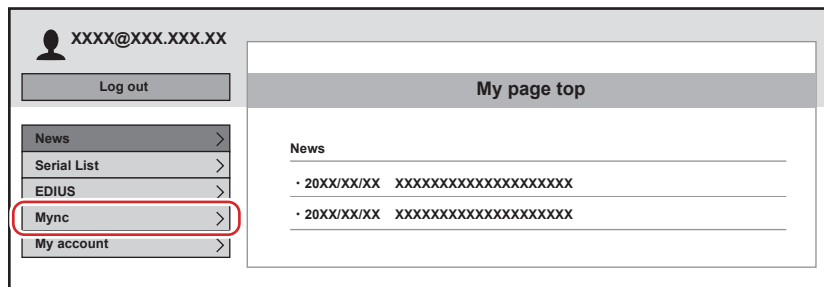 XXXX@XXX.XXX.XX
Log out
News
Serial List
EDIUS
Mync
My account
My page top
News
・20XX/XX/XX XXXXXXXXXXXXXXXXXXXX
・20XX/XX/XX XXXXXXXXXXXXXXXXXXXX